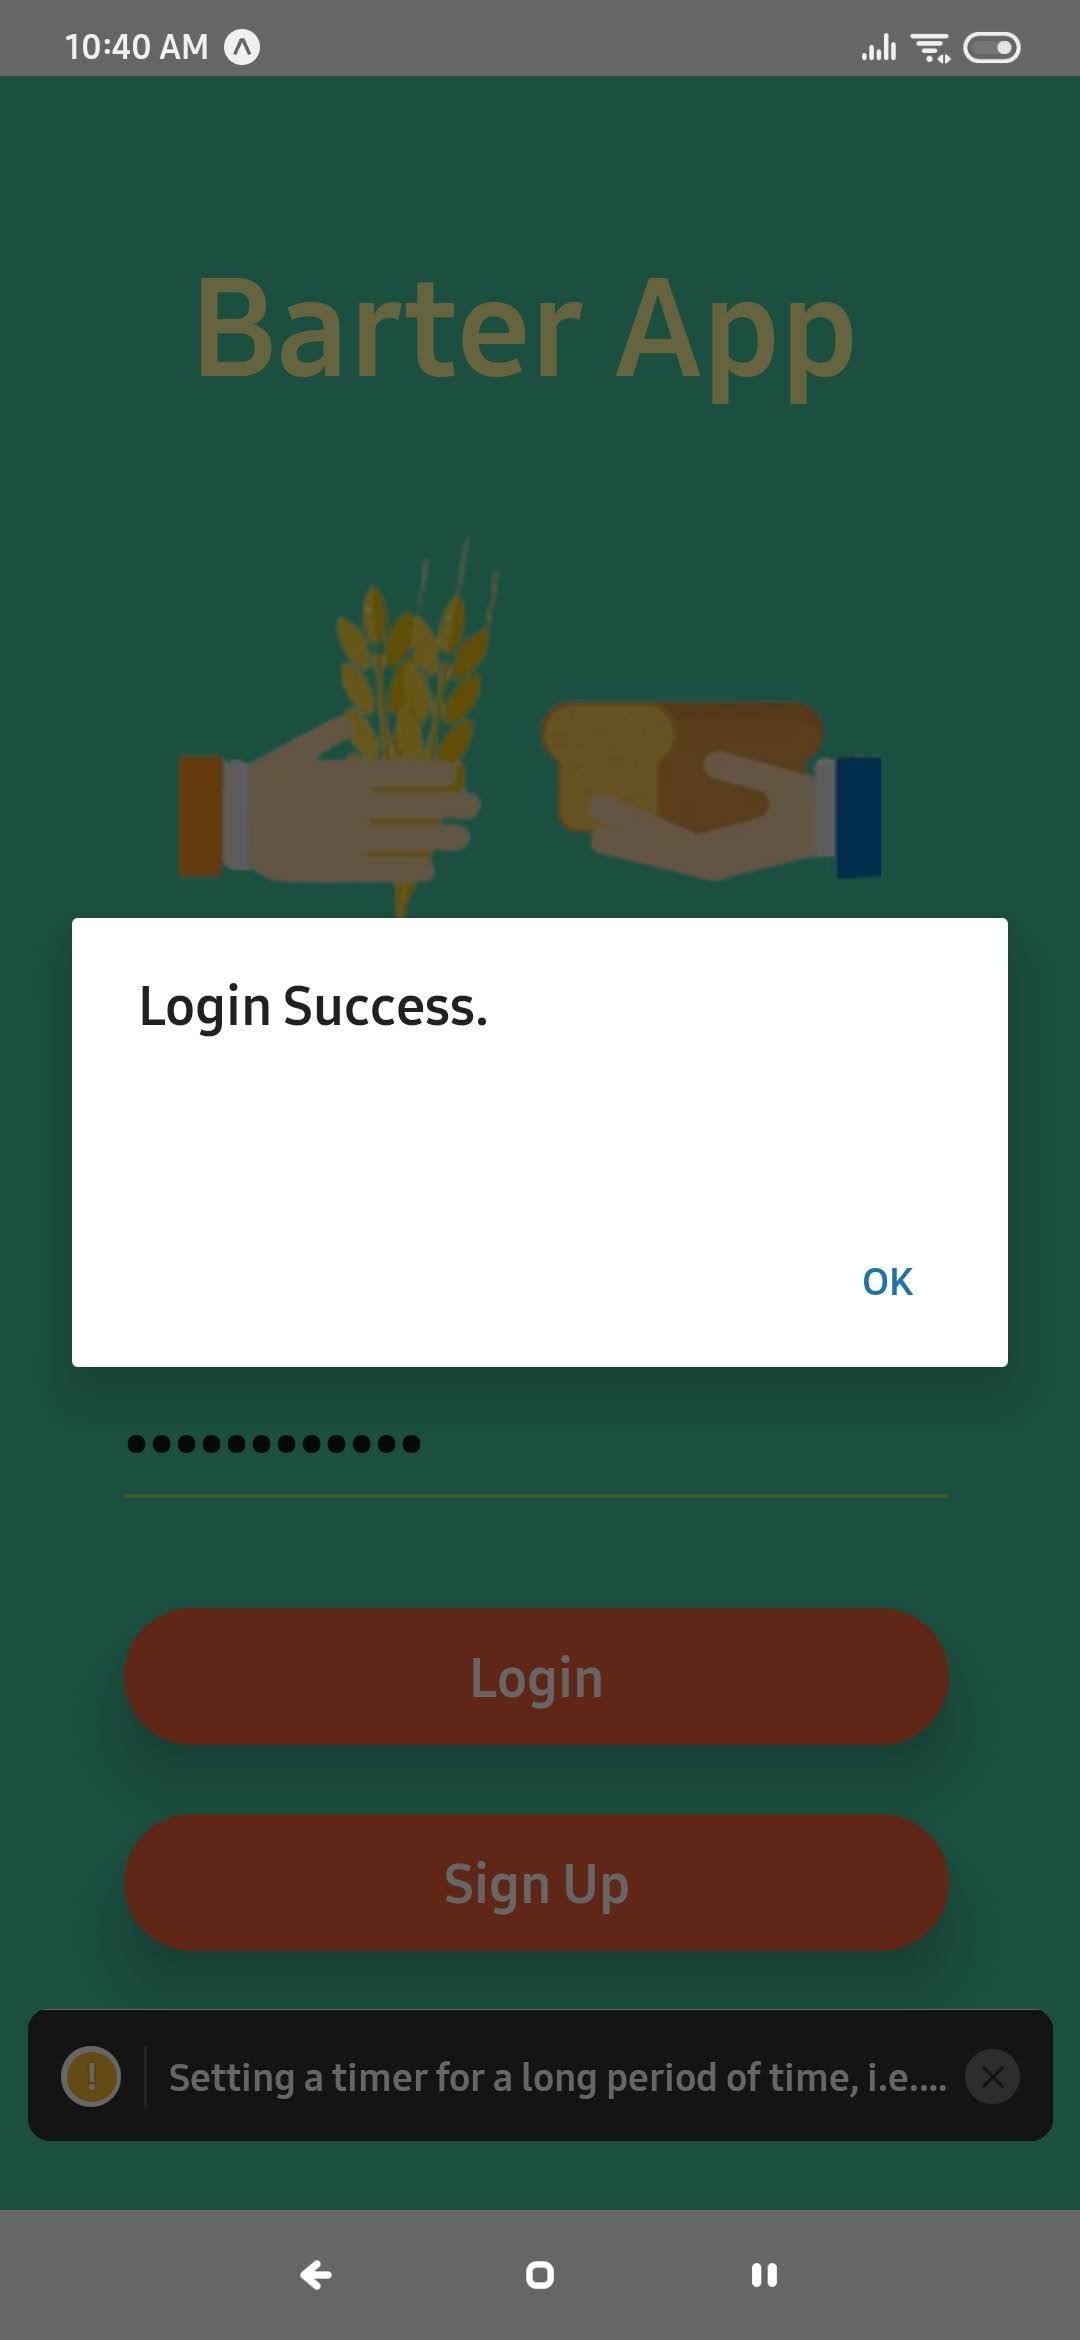 10:40 AM
Barter App
Login Success.
OK
••••••••••••
Login
Sign Up
Setting a timer for a long period of time, i.e....